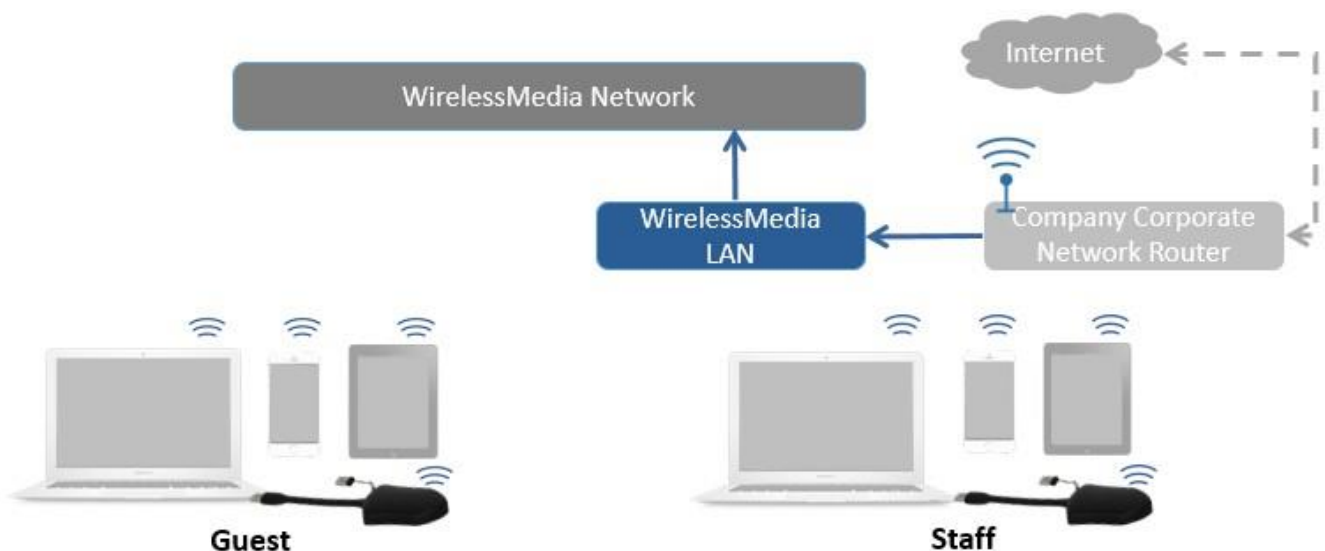 Internet
WirelessMedia Network
WirelessMedia
LAN
Company Corporate
Network Router
Guest
Staff